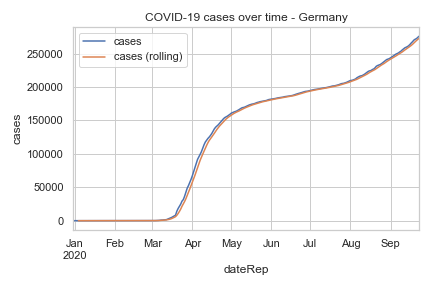 COVID-19 cases over time - Germany
cases
cases (rolling)
250000
200000
150000
100000
50000
0
cases
Jan Feb Mar Apr May Jun Jul Aug Sep
2020
dateRep